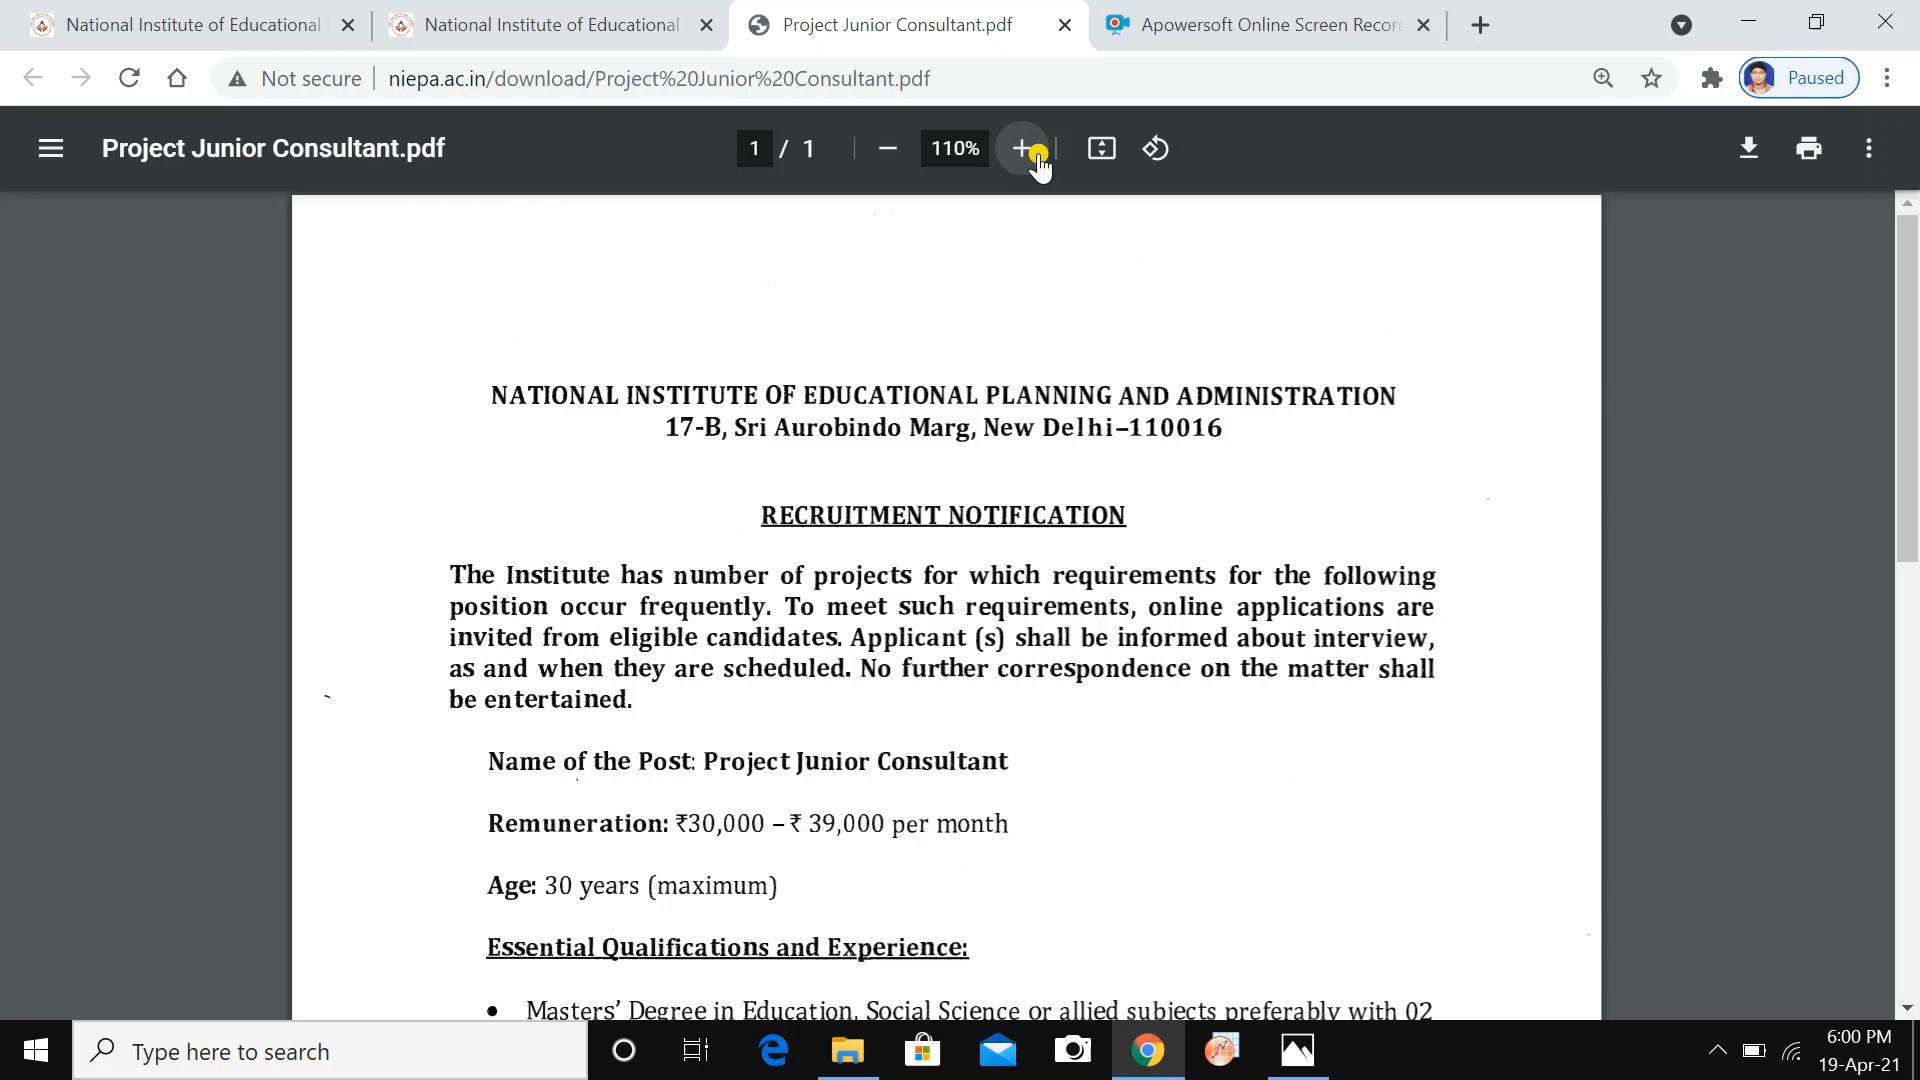 National Institute of Educational
National Institute of Educational
Project Junior Consultant.pdf
Apowersoft Online Screen Recor
Not secure
niepa.ac.in/download/Project%20Junior%20Consultant.pdf
Paused
Project Junior Consultant.pdf
1 / 1
110%
NATIONAL INSTITUTE OF EDUCATIONAL PLANNING AND ADMINISTRATION
17-B, Sri Aurobindo Marg, New Delhi–110016
RECRUITMENT NOTIFICATION
The Institute has number of projects for which requirements for the following
position occur frequently. To meet such requirements, online applications are
invited from eligible candidates. Applicant (s) shall be informed about interview,
as and when they are scheduled. No further correspondence on the matter shall
be entertained.
Name of the Post: Project Junior Consultant
Remuneration: ₹30,000 – ₹ 39,000 per month
Age: 30 years (maximum)
Essential Qualifications and Experience:
• Masters' Degree in Education, Social Science or allied subjects preferably with 02
Type here to search
6:00 PM
19-Apr-21